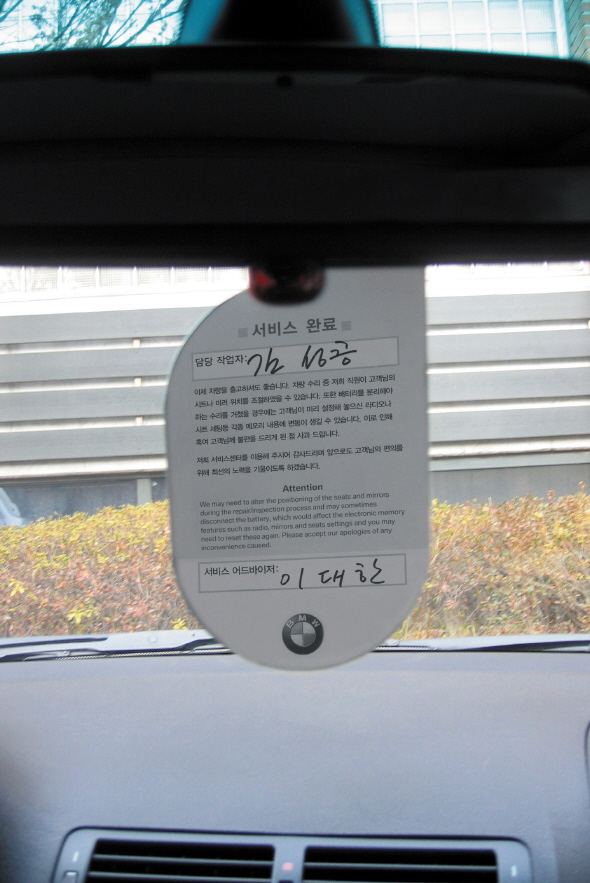 서비스 완료
담당 작업자: 김성공
이제 차량을 출고하셔도 좋습니다. 차량 수리 중 저희 직원이 고객님의
시트나 미러 위치를 조절하였을 수 있습니다. 또한 배터리를 분리해야
하는 수리를 거쳤을 경우에는 고객님이 미리 설정해 놓으신 라디오나
시트 세팅등 각종 메모리 내용에 변동이 생길 수 있습니다. 이로 인해
혹여 고객님께 불편을 드리게 된 점 사과 드립니다.
저희 서비스센터를 이용해 주시어 감사드리며 앞으로도 고객님의 편의를
위해 최선의 노력을 기울이도록 하겠습니다.
Attention
We may need to alter the positioning of the seats and mirrors
during the repair/inspection process and may sometimes
disconnect the battery, which would affect the electronic memory
features such as radio, mirrors and seats settings and you may
need to reset these again. Please accept our apologies of any
inconvenience caused.
서비스 어드바이저: 이대한
BMW